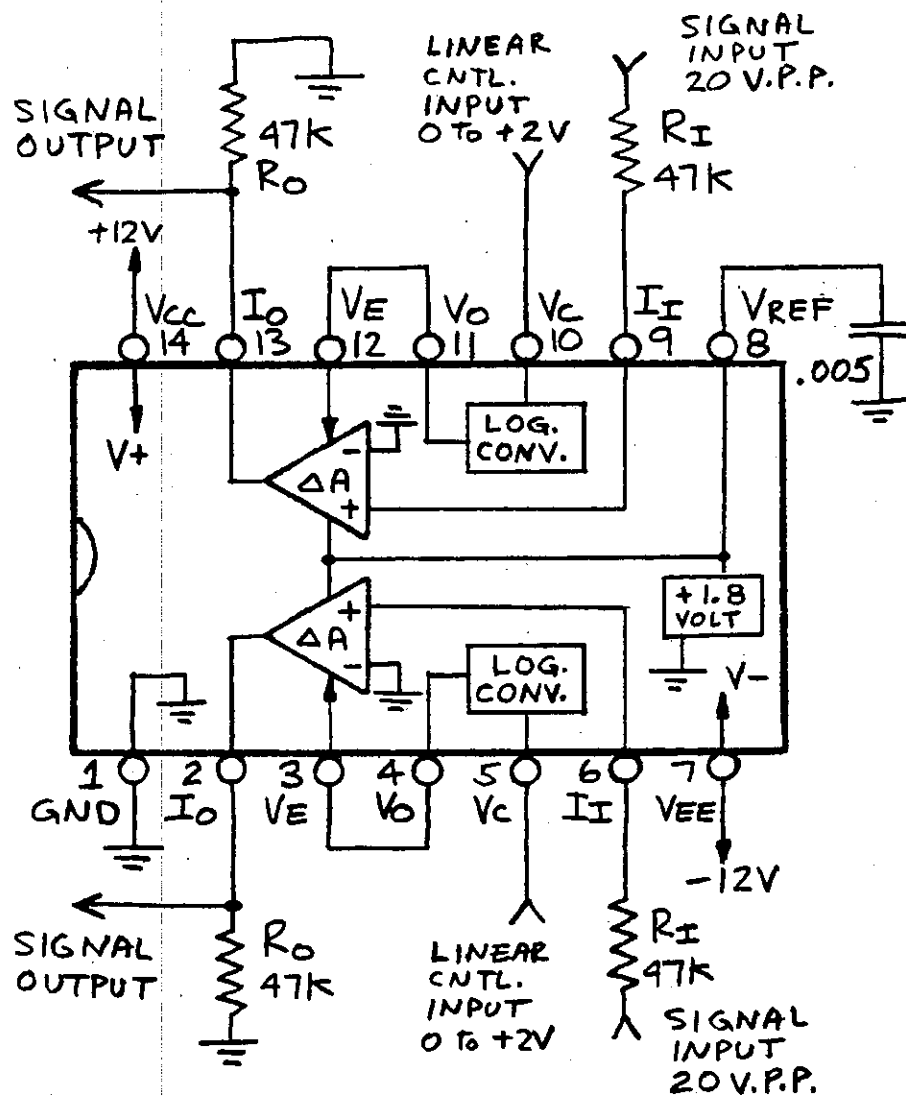 SIGNAL
OUTPUT
47K
RO
LINEAR
CNTL.
INPUT
0 TO +2V
SIGNAL
INPUT
20 V.P.P.
RI
47K
+12V
VCC
14
IO
13
VE
12
VO
11
VC
10
II
9
VREF
8
.005
V+
ΔA
-
+
LOG.
CONV.
+1.8
VOLT
ΔA
+
-
LOG.
CONV.
V-
1
GND
2
IO
3
VE
4
VO
5
VC
6
II
7
VEE
-12V
SIGNAL
OUTPUT
RO
47K
LINEAR
CNTL.
INPUT
0 TO +2V
RI
47K
SIGNAL
INPUT
20 V.P.P.